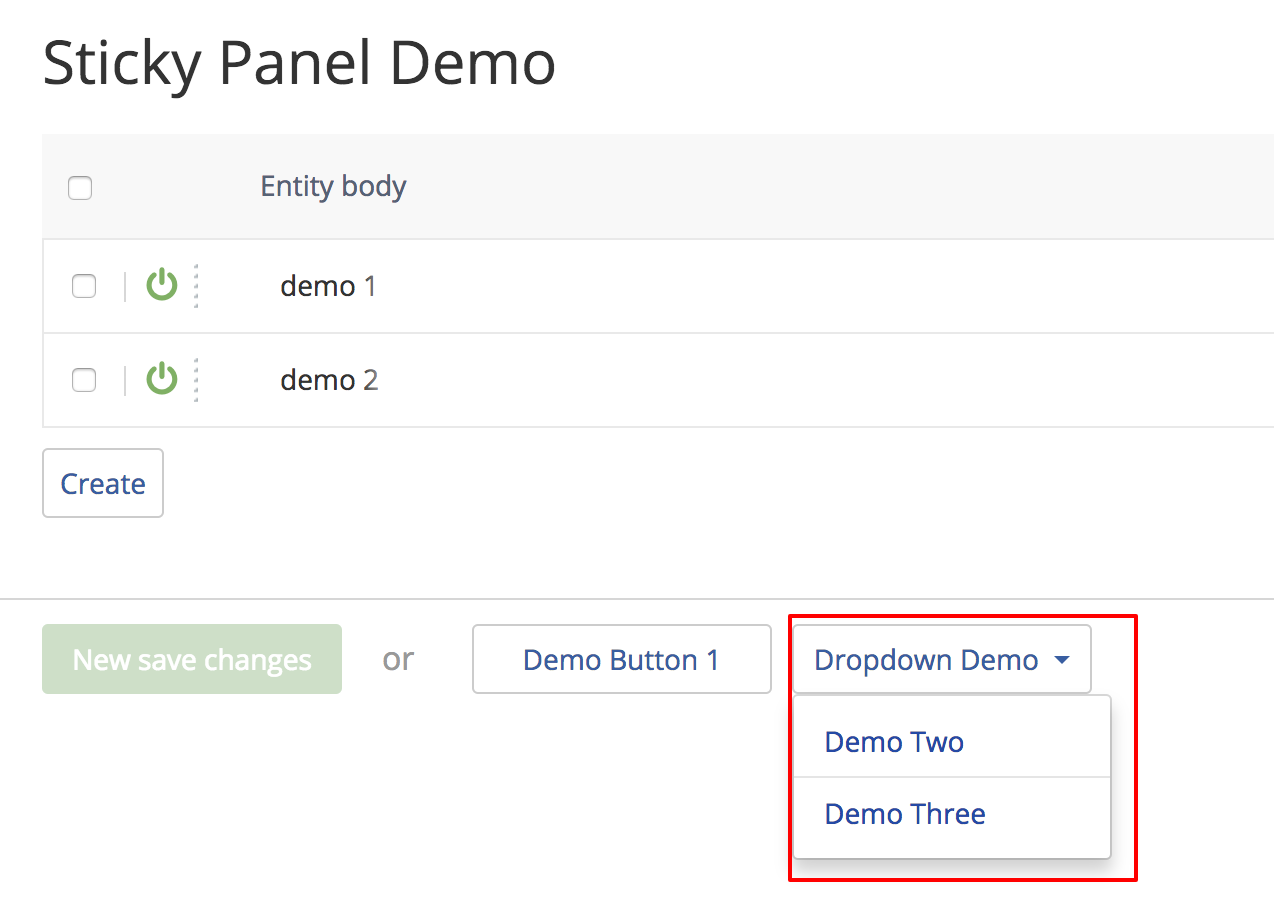 Sticky Panel Demo
Entity body
demo 1
demo 2
Create
New save changes or Demo Button 1 Dropdown Demo
Demo Two
Demo Three